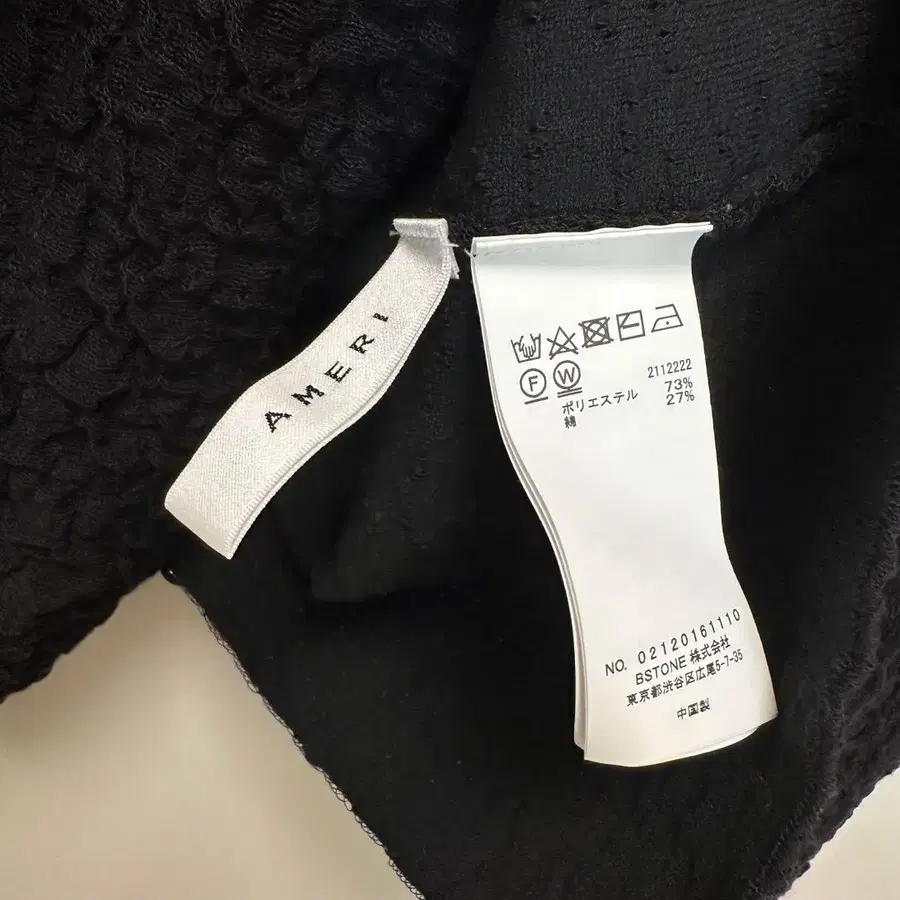 AMERI
F W
2112222
ポリエステル 73%
綿 27%
NO. 02120161110
BSTONE 株式会社
東京都渋谷区広尾5-7-35
中国製